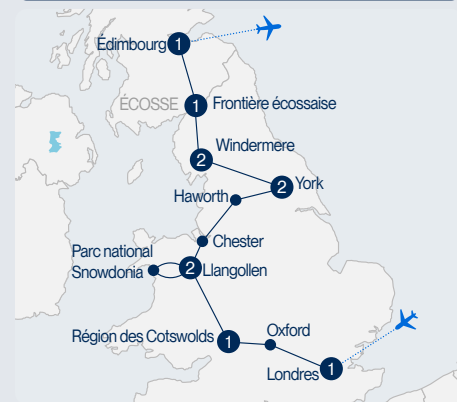 Édimbourg 1
ÉCOSSE
1 Frontière écossaise
Windermere
2
2 York
Haworth
Chester
Parc national
Snowdonia
2 Llangollen
Région des Cotswolds 1
Oxford
Londres 1